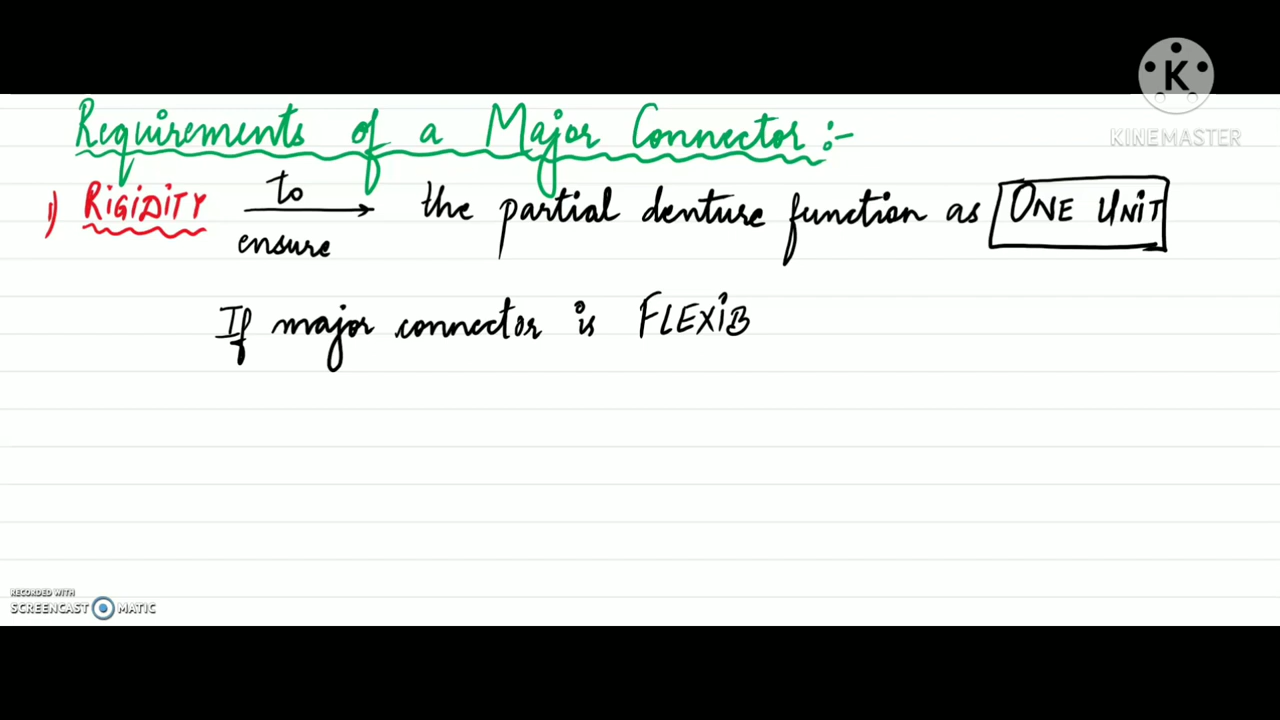 K
KINEMASTER
Requirements of a Major Connector:-
1) RIGIDITY to ensure → the partial denture function as ONE UNIT
If major connector is FLEXIB
RECORDED WITH
SCREENCAST MATIC